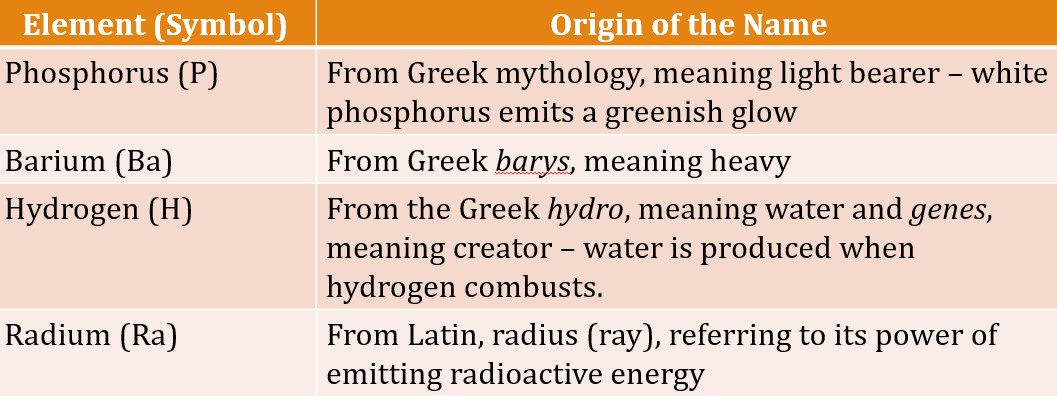 Element (Symbol) Origin of the Name
Phosphorus (P) From Greek mythology, meaning light bearer – white
phosphorus emits a greenish glow
Barium (Ba) From Greek barys, meaning heavy
Hydrogen (H) From the Greek hydro, meaning water and genes,
meaning creator – water is produced when
hydrogen combusts.
Radium (Ra) From Latin, radius (ray), referring to its power of
emitting radioactive energy